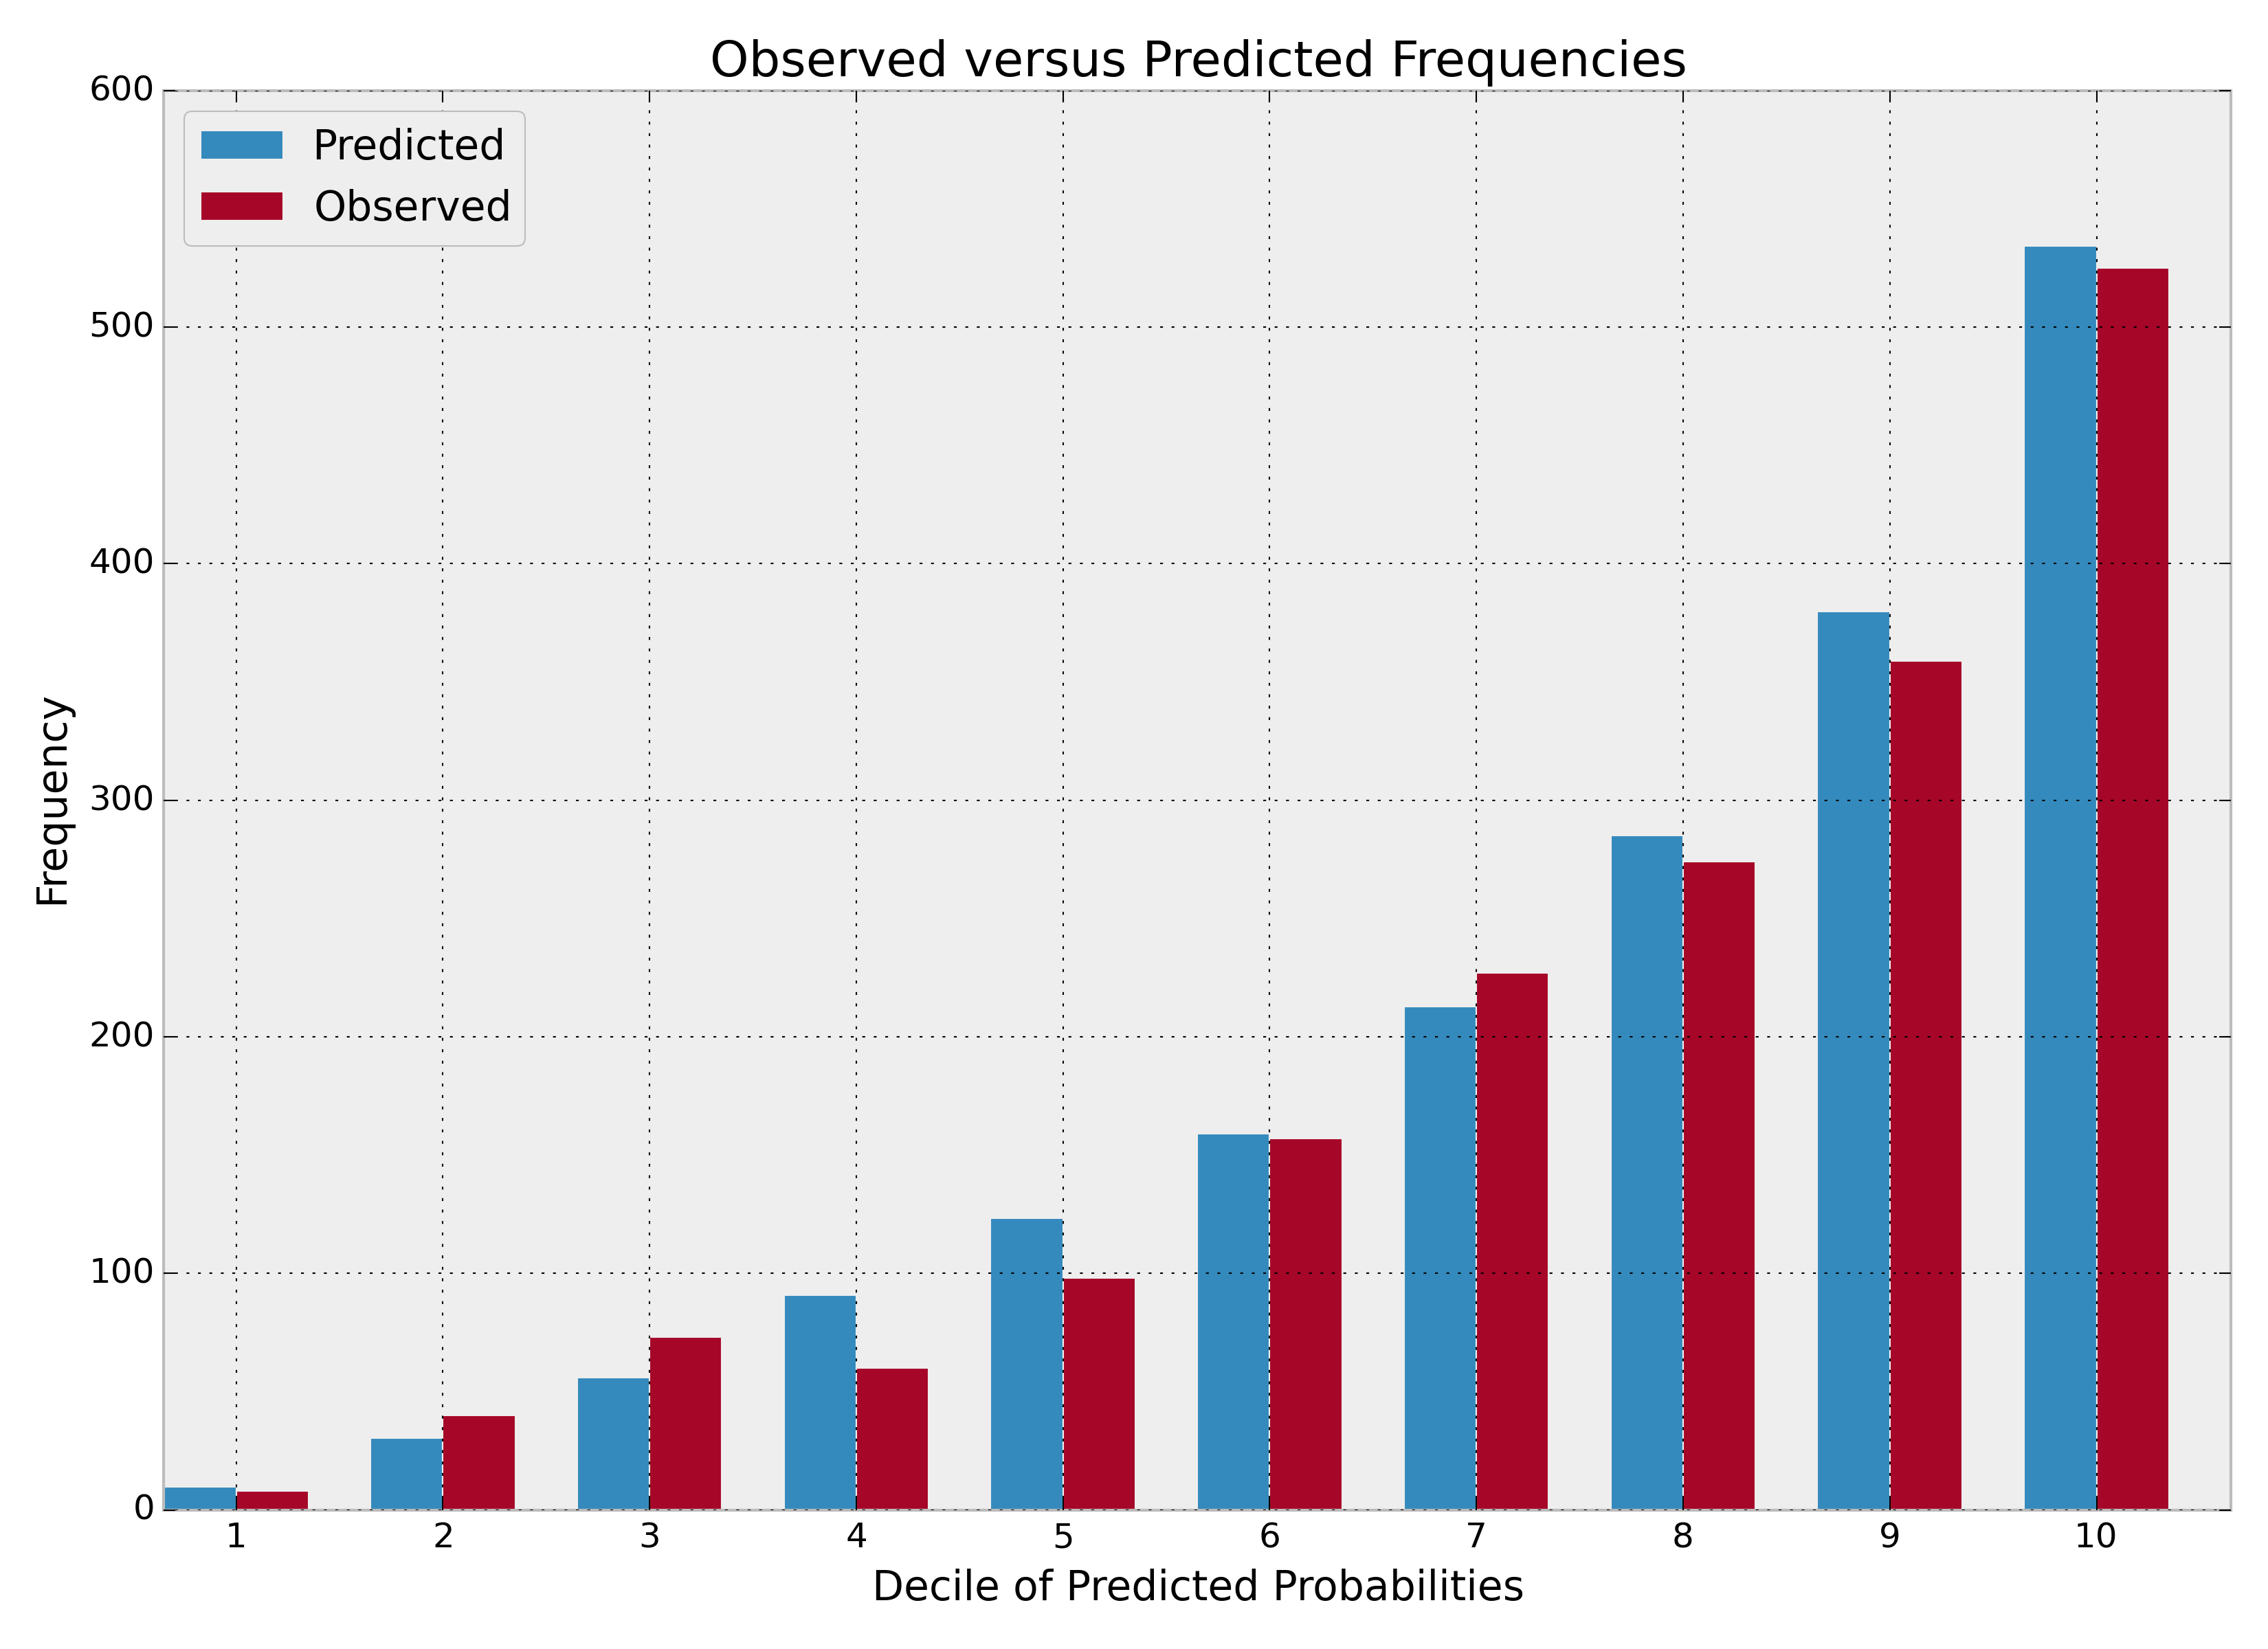 Observed versus Predicted Frequencies
600
Predicted
Observed
500
400
300
200
100
0
Frequency
1 2 3 4 5 6 7 8 9 10
Decile of Predicted Probabilities